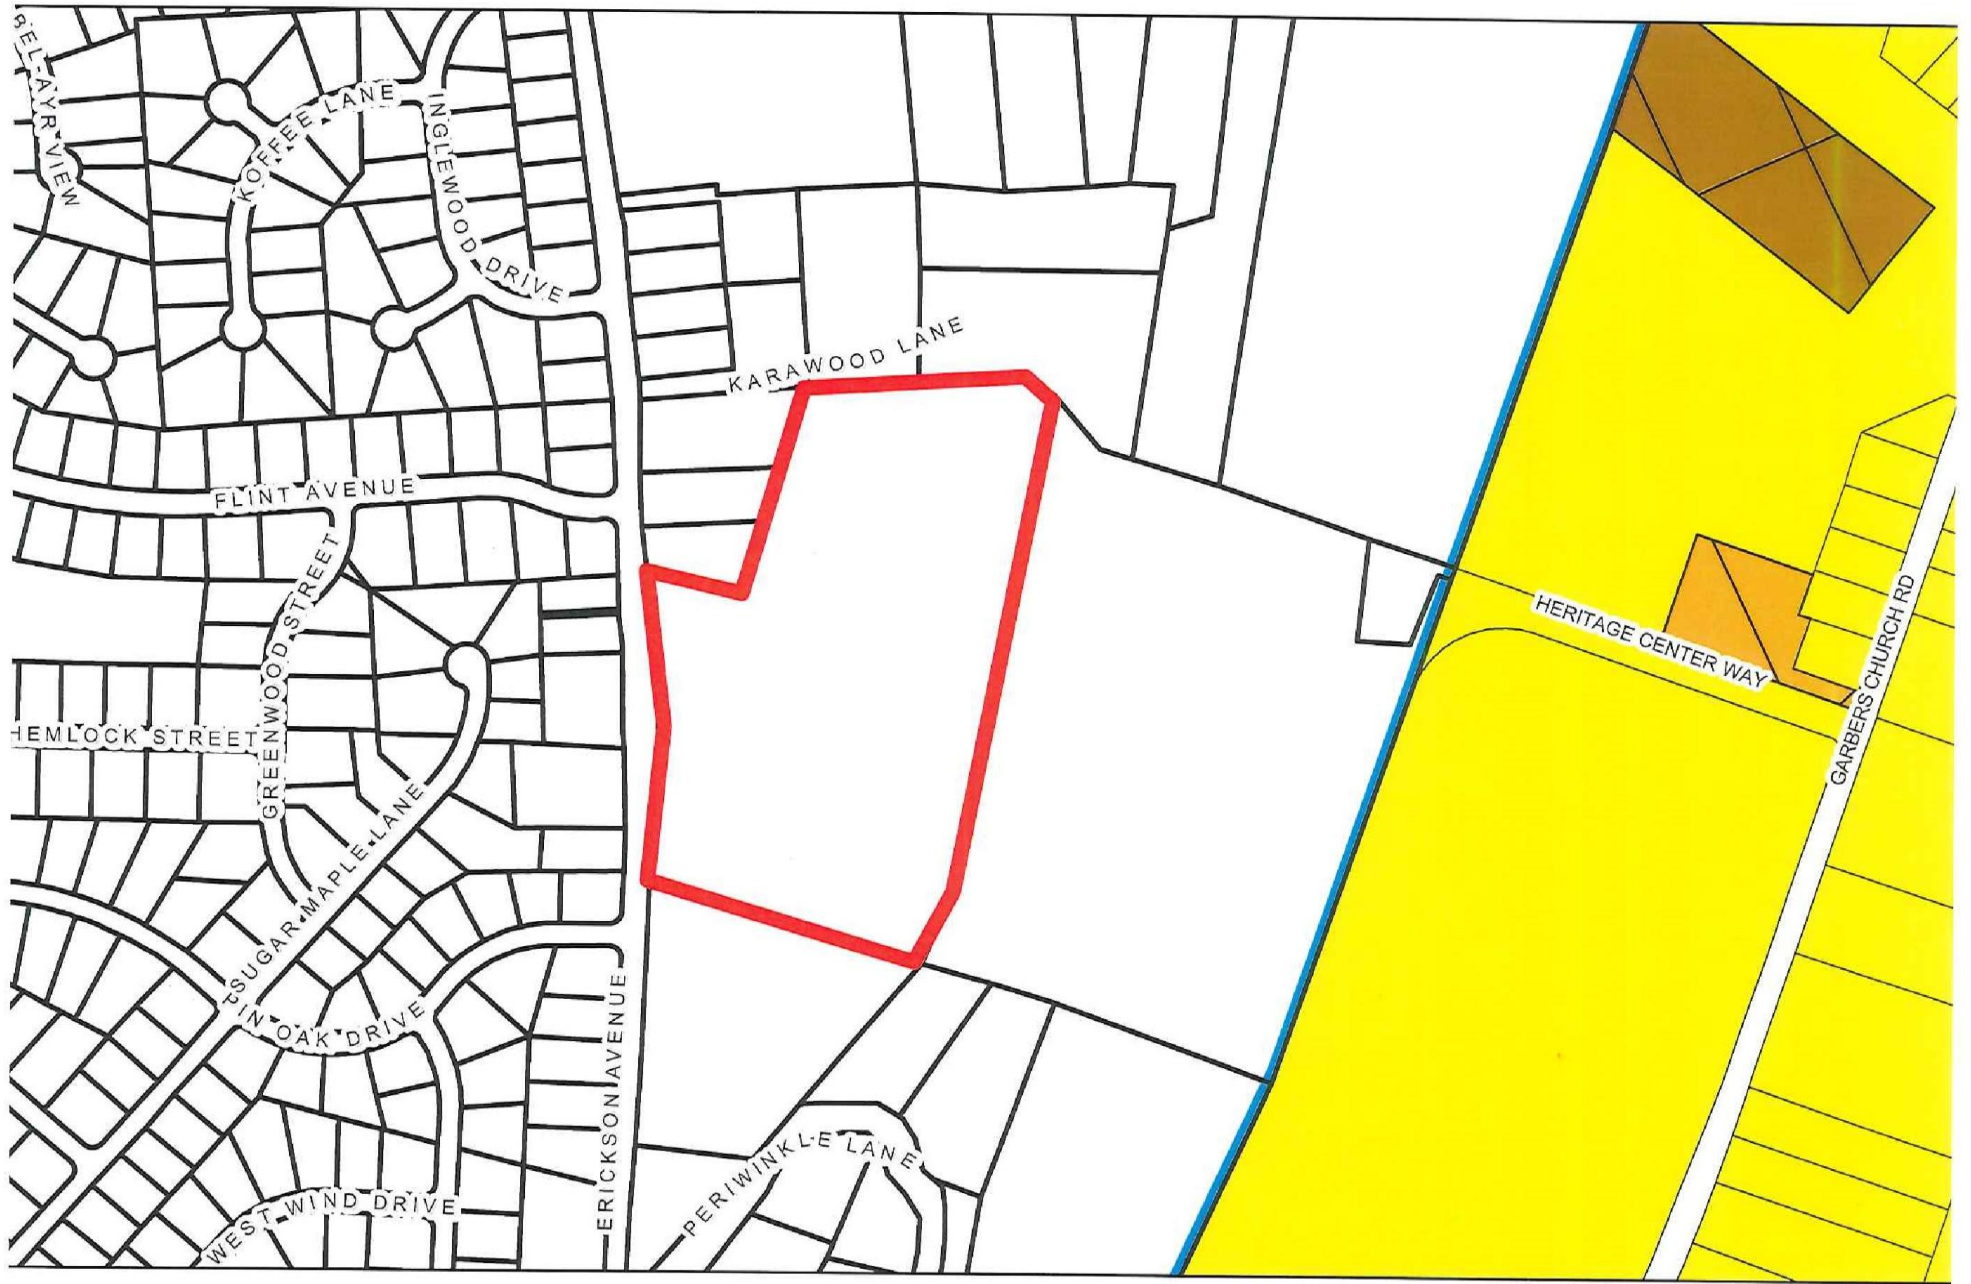 BEL-AYR VIEW
KOFFEE LANE
INGLEWOOD DRIVE
KARAWOOD LANE
FLINT AVENUE
GREENWOOD STREET
HEMLOCK STREET
SUGAR MAPLE LANE
PIN OAK DRIVE
WEST WIND DRIVE
ERICKSON AVENUE
PERIWINKLE LANE
HERITAGE CENTER WAY
GARBERS CHURCH RD